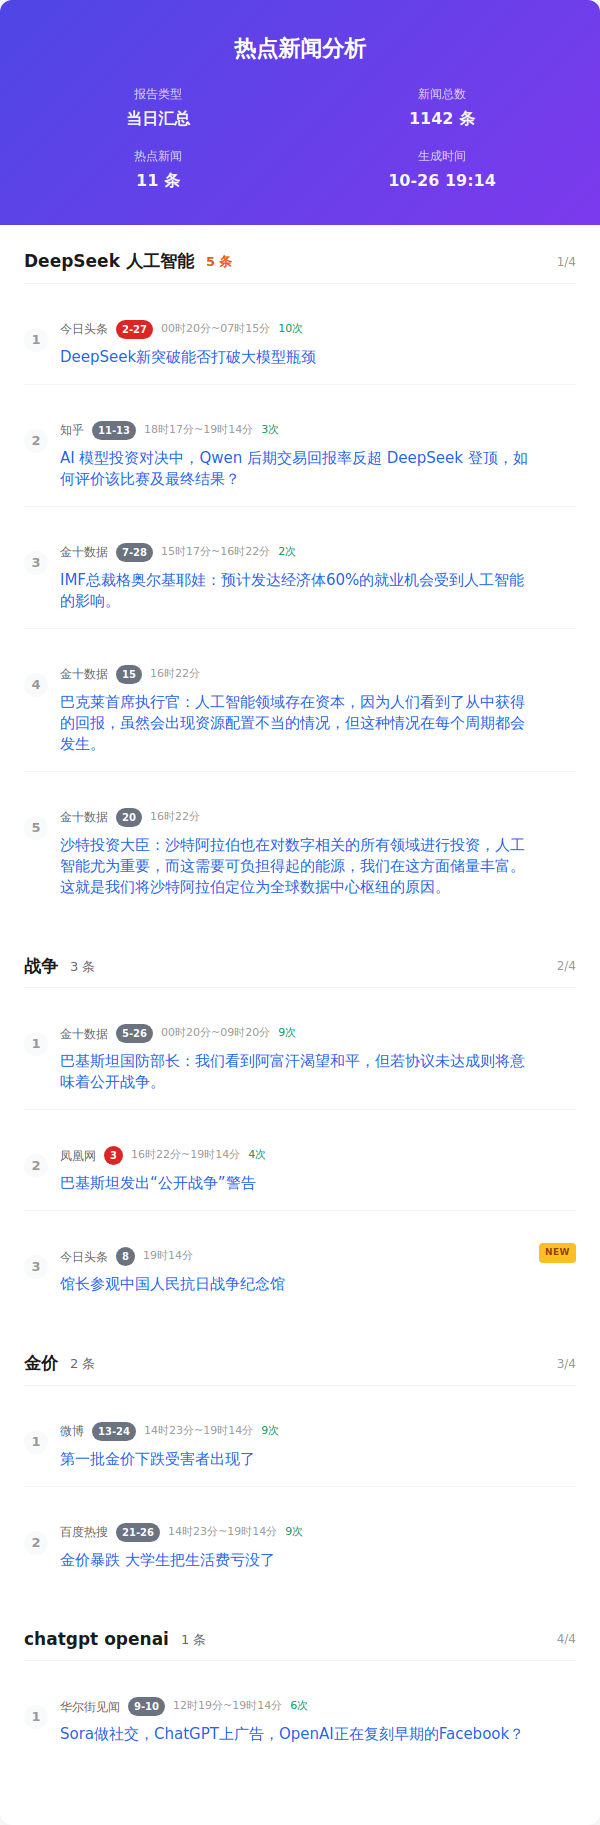 热点新闻分析
报告类型
当日汇总
新闻总数
1142 条
热点新闻
11 条
生成时间
10-26 19:14
DeepSeek 人工智能 5 条 1/4
1
今日头条 2-27 00时20分~07时15分 10次
DeepSeek新突破能否打破大模型瓶颈
2
知乎 11-13 18时17分~19时14分 3次
AI 模型投资对决中，Qwen 后期交易回报率反超 DeepSeek 登顶，如
何评价该比赛及最终结果？
3
金十数据 7-28 15时17分~16时22分 2次
IMF总裁格奥尔基耶娃：预计发达经济体60%的就业机会受到人工智能
的影响。
4
金十数据 15 16时22分
巴克莱首席执行官：人工智能领域存在资本，因为人们看到了从中获得
的回报，虽然会出现资源配置不当的情况，但这种情况在每个周期都会
发生。
5
金十数据 20 16时22分
沙特投资大臣：沙特阿拉伯也在对数字相关的所有领域进行投资，人工
智能尤为重要，而这需要可负担得起的能源，我们在这方面储量丰富。
这就是我们将沙特阿拉伯定位为全球数据中心枢纽的原因。
战争 3 条 2/4
1
金十数据 5-26 00时20分~09时20分 9次
巴基斯坦国防部长：我们看到阿富汗渴望和平，但若协议未达成则将意
味着公开战争。
2
凤凰网 3 16时22分~19时14分 4次
巴基斯坦发出“公开战争”警告
3
今日头条 8 19时14分 NEW
馆长参观中国人民抗日战争纪念馆
金价 2 条 3/4
1
微博 13-24 14时23分~19时14分 9次
第一批金价下跌受害者出现了
2
百度热搜 21-26 14时23分~19时14分 9次
金价暴跌 大学生把生活费亏没了
chatgpt openai 1 条 4/4
1
华尔街见闻 9-10 12时19分~19时14分 6次
Sora做社交，ChatGPT上广告，OpenAI正在复刻早期的Facebook？